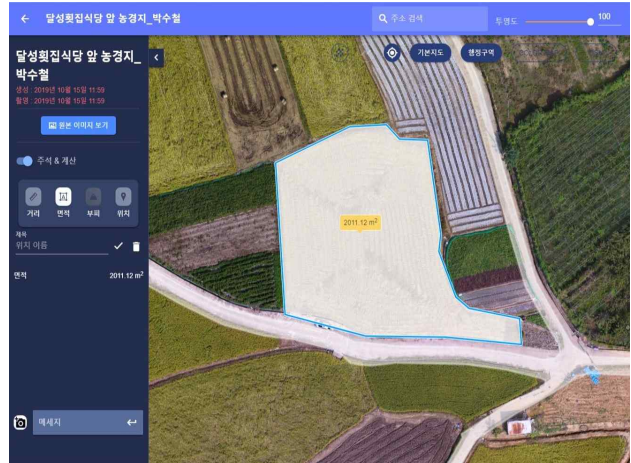 달성횟집식당 앞 농경지_박수철
주소 검색
투명도
100
달성횟집식당 앞 농경지_
박수철
생성 : 2019년 10월 15일 11:59
촬영 : 2019년 10월 15일 11:59
원본 이미지 보기
주석 & 계산
거리 면적 부피 위치
제목
위치 이름
면적 2011.12 m²
메세지
기본지도 행정구역
2011.12 m²